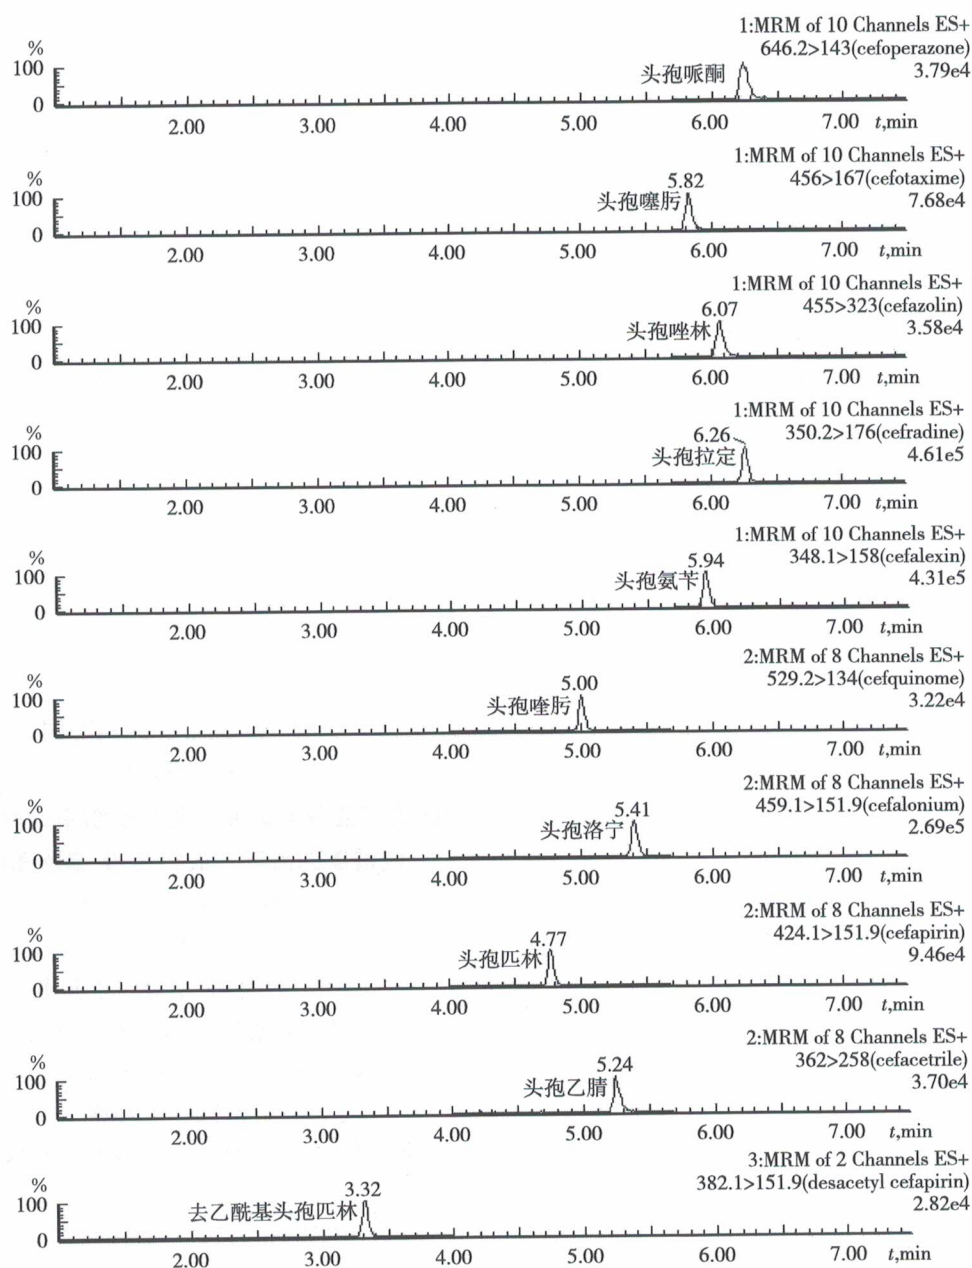 1:MRM of 10 Channels ES+
646.2>143(cefoperazone)
3.79e4
%
100
0
头孢哌酮
2.00 3.00 4.00 5.00 6.00 7.00 t,min
1:MRM of 10 Channels ES+
456>167(cefotaxime)
7.68e4
%
100
0
5.82
头孢噻肟
2.00 3.00 4.00 5.00 6.00 7.00 t,min
1:MRM of 10 Channels ES+
455>323(cefazolin)
3.58e4
%
100
0
6.07
头孢唑林
2.00 3.00 4.00 5.00 6.00 7.00 t,min
1:MRM of 10 Channels ES+
350.2>176(cefradine)
4.61e5
%
100
0
6.26
头孢拉定
2.00 3.00 4.00 5.00 6.00 7.00 t,min
1:MRM of 10 Channels ES+
348.1>158(cefalexin)
4.31e5
%
100
0
5.94
头孢氨苄
2.00 3.00 4.00 5.00 6.00 7.00 t,min
2:MRM of 8 Channels ES+
529.2>134(cefquinome)
3.22e4
%
100
0
5.00
头孢喹肟
2.00 3.00 4.00 5.00 6.00 7.00 t,min
2:MRM of 8 Channels ES+
459.1>151.9(cefalonium)
2.69e5
%
100
0
5.41
头孢洛宁
2.00 3.00 4.00 5.00 6.00 7.00 t,min
2:MRM of 8 Channels ES+
424.1>151.9(cefapirin)
9.46e4
%
100
0
4.77
头孢匹林
2.00 3.00 4.00 5.00 6.00 7.00 t,min
2:MRM of 8 Channels ES+
362>258(cefacetrile)
3.70e4
%
100
0
5.24
头孢乙腈
2.00 3.00 4.00 5.00 6.00 7.00 t,min
3:MRM of 2 Channels ES+
382.1>151.9(desacetyl cefapirin)
2.82e4
%
100
0
3.32
去乙酰基头孢匹林
2.00 3.00 4.00 5.00 6.00 7.00 t,min